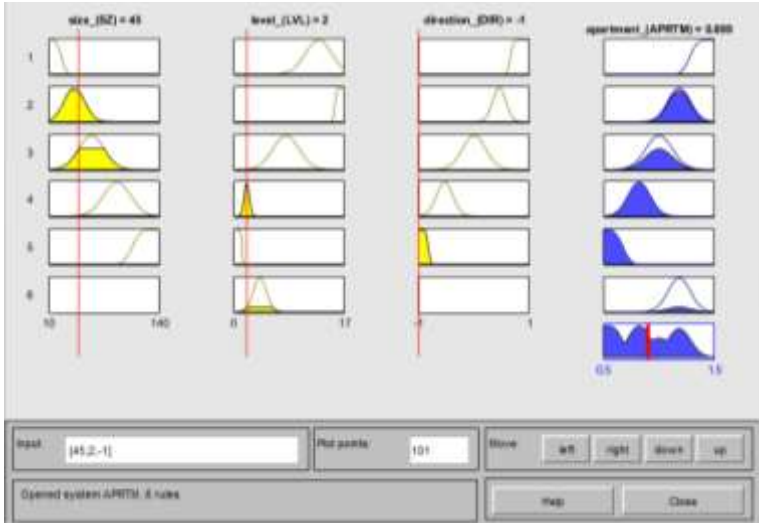 size_(SZ) = 45
level_(LVL) = 2
direction_(DIR) = -1
apartment_(APRTM) = 0.889
1
2
3
4
5
6
10 140
0 17
-1 1
0.5 1.5
Input: [45;2;-1]
Plot points: 101
Move: left right down up
Opened system APRTM, 6 rules
Help Close